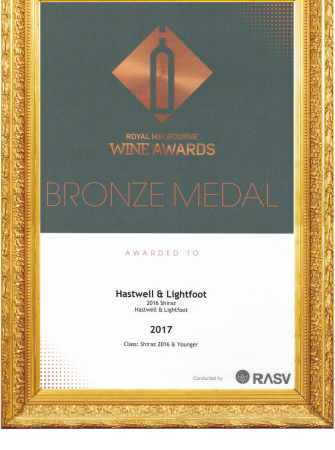 ROYAL MELBOURNE
WINE AWARDS
BRONZE MEDAL
AWARDED TO
Hastwell & Lightfoot
2016 Shiraz
Hastwell & Lightfoot
2017
Class: Shiraz 2016 & Younger
Conducted by
RASV